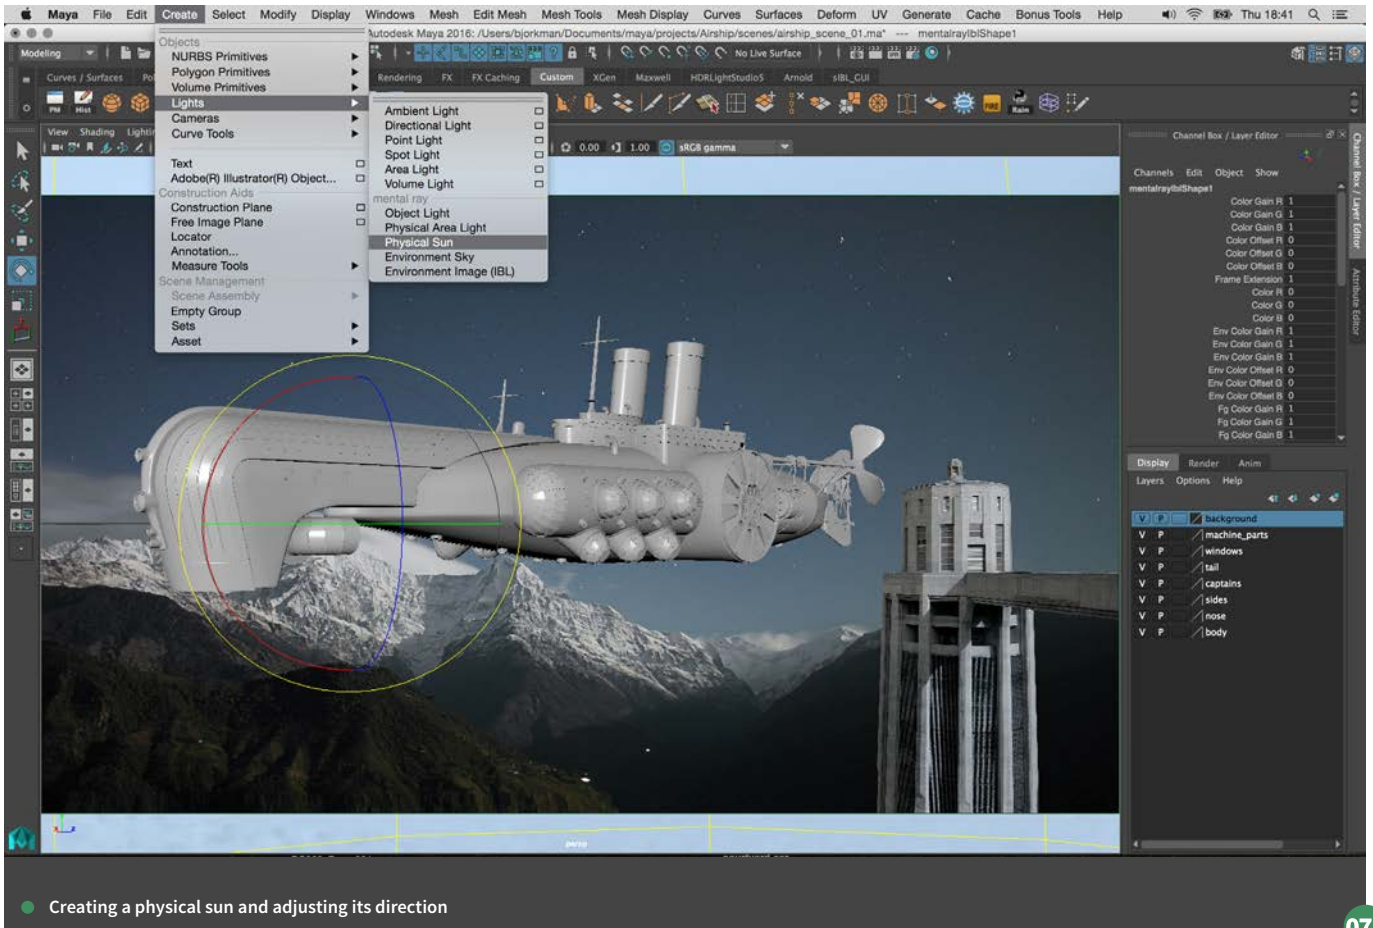 Maya File Edit Create Select Modify Display Windows Mesh Edit Mesh Mesh Tools Mesh Display Curves Surfaces Deform UV Generate Cache Bonus Tools Help Thu 18:41
Autodesk Maya 2016: /Users/bjorkman/Documents/maya/projects/Airship/scenes/airship_scene_01.ma* --- mentalrayIblShape1
Modeling No Live Surface
Curves / Surfaces Rendering FX FX Caching Custom XGen Maxwell HDRLightStudio5 Arnold sIBL_GUI
PM Hist FIRE Rain
View Shading 0.00 1.00 sRGB gamma
Objects
NURBS Primitives
Polygon Primitives
Volume Primitives
Lights
Cameras
Curve Tools
Text
Adobe(R) Illustrator(R) Object...
Construction Aids
Construction Plane
Free Image Plane
Locator
Annotation...
Measure Tools
Scene Management
Scene Assembly
Empty Group
Sets
Asset
Ambient Light
Directional Light
Point Light
Spot Light
Area Light
Volume Light
mental ray
Object Light
Physical Area Light
Physical Sun
Environment Sky
Environment Image (IBL)
Channel Box / Layer Editor
Channels Edit Object Show
mentalrayIblShape1
Color Gain R 1
Color Gain G 1
Color Gain B 1
Color Offset R 0
Color Offset G 0
Color Offset B 0
Frame Extension 1
Color R 0
Color G 0
Color B 0
Env Color Gain R 1
Env Color Gain G 1
Env Color Gain B 1
Env Color Offset R 0
Env Color Offset G 0
Env Color Offset B 0
Fg Color Gain R 1
Fg Color Gain G 1
Fg Color Gain B 1
Channel Box / Layer Editor
Attribute Editor
Display Render Anim
Layers Options Help
V P background
V P machine_parts
V P windows
V P tail
V P captains
V P sides
V P nose
V P body
persp
Creating a physical sun and adjusting its direction
07